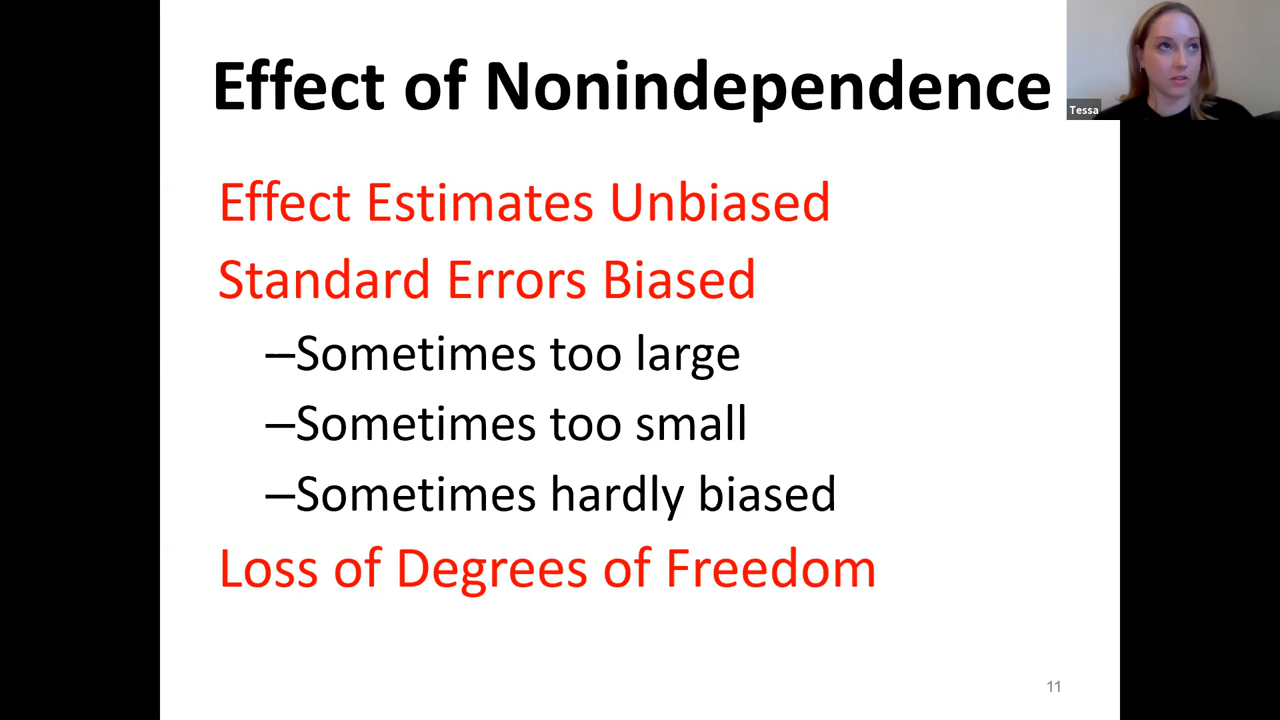 Effect of Nonindependence
Tessa
Effect Estimates Unbiased
Standard Errors Biased
–Sometimes too large
–Sometimes too small
–Sometimes hardly biased
Loss of Degrees of Freedom
11